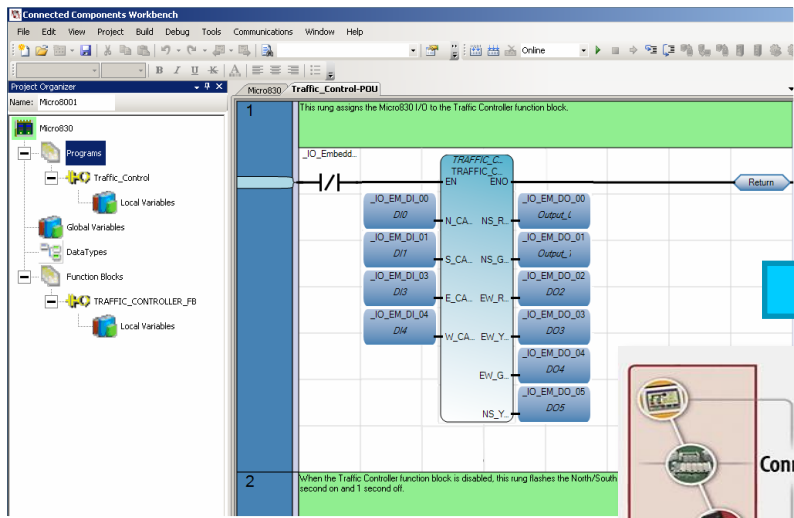 Connected Components Workbench
File Edit View Project Build Debug Tools Communications Window Help
Online
B I U A
Project Organizer
Micro830 Traffic_Control-POU
Name: Micro8001
Micro830
Programs
Traffic_Control
Local Variables
Global Variables
DataTypes
Function Blocks
TRAFFIC_CONTROLLER_FB
Local Variables
1
This rung assigns the Micro830 I/O to the Traffic Controller function block.
_IO_Embedd...
TRAFFIC_C...
TRAFFIC_C...
EN ENO
Return
_IO_EM_DI_00 _IO_EM_DO_00
DI0 N_CA... NS_R... Output_0
_IO_EM_DI_01 _IO_EM_DO_01
DI1 S_CA... NS_G... Output_1
_IO_EM_DI_03 _IO_EM_DO_02
DI3 E_CA... EW_R... DO2
_IO_EM_DI_04 _IO_EM_DO_03
DI4 W_CA... EW_Y... DO3
_IO_EM_DO_04
EW_G... DO4
_IO_EM_DO_05
NS_Y... DO5
Conn
2
When the Traffic Controller function block is disabled, this rung flashes the North/South
second on and 1 second off.